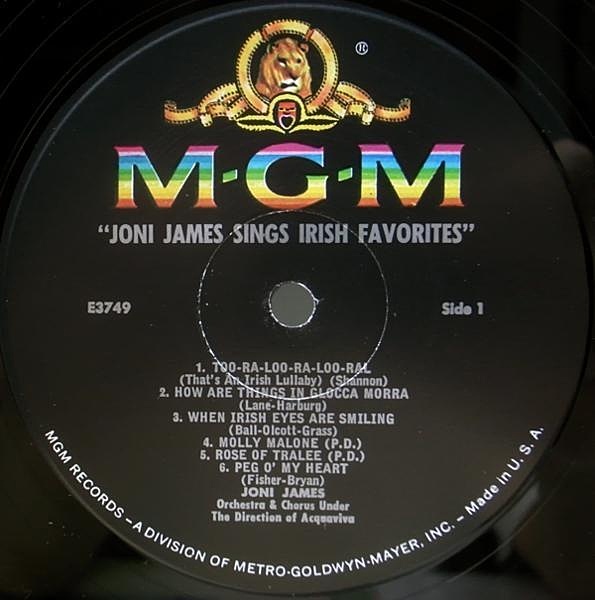 ®
M·G·M
"JONI JAMES SINGS IRISH FAVORITES"
E3749
Side 1
1. TOO-RA-LOO-RA-LOO-RAL
(That's An Irish Lullaby) (Shannon)
2. HOW ARE THINGS IN GLOCCA MORRA
(Lane-Harburg)
3. WHEN IRISH EYES ARE SMILING
(Ball-Olcott-Grass)
4. MOLLY MALONE (P.D.)
5. ROSE OF TRALEE (P.D.)
6. PEG O' MY HEART
(Fisher-Bryan)
JONI JAMES
Orchestra & Chorus Under
The Direction of Acquaviva
MGM RECORDS – A DIVISION OF METRO-GOLDWYN-MAYER, INC. – Made in U. S. A.